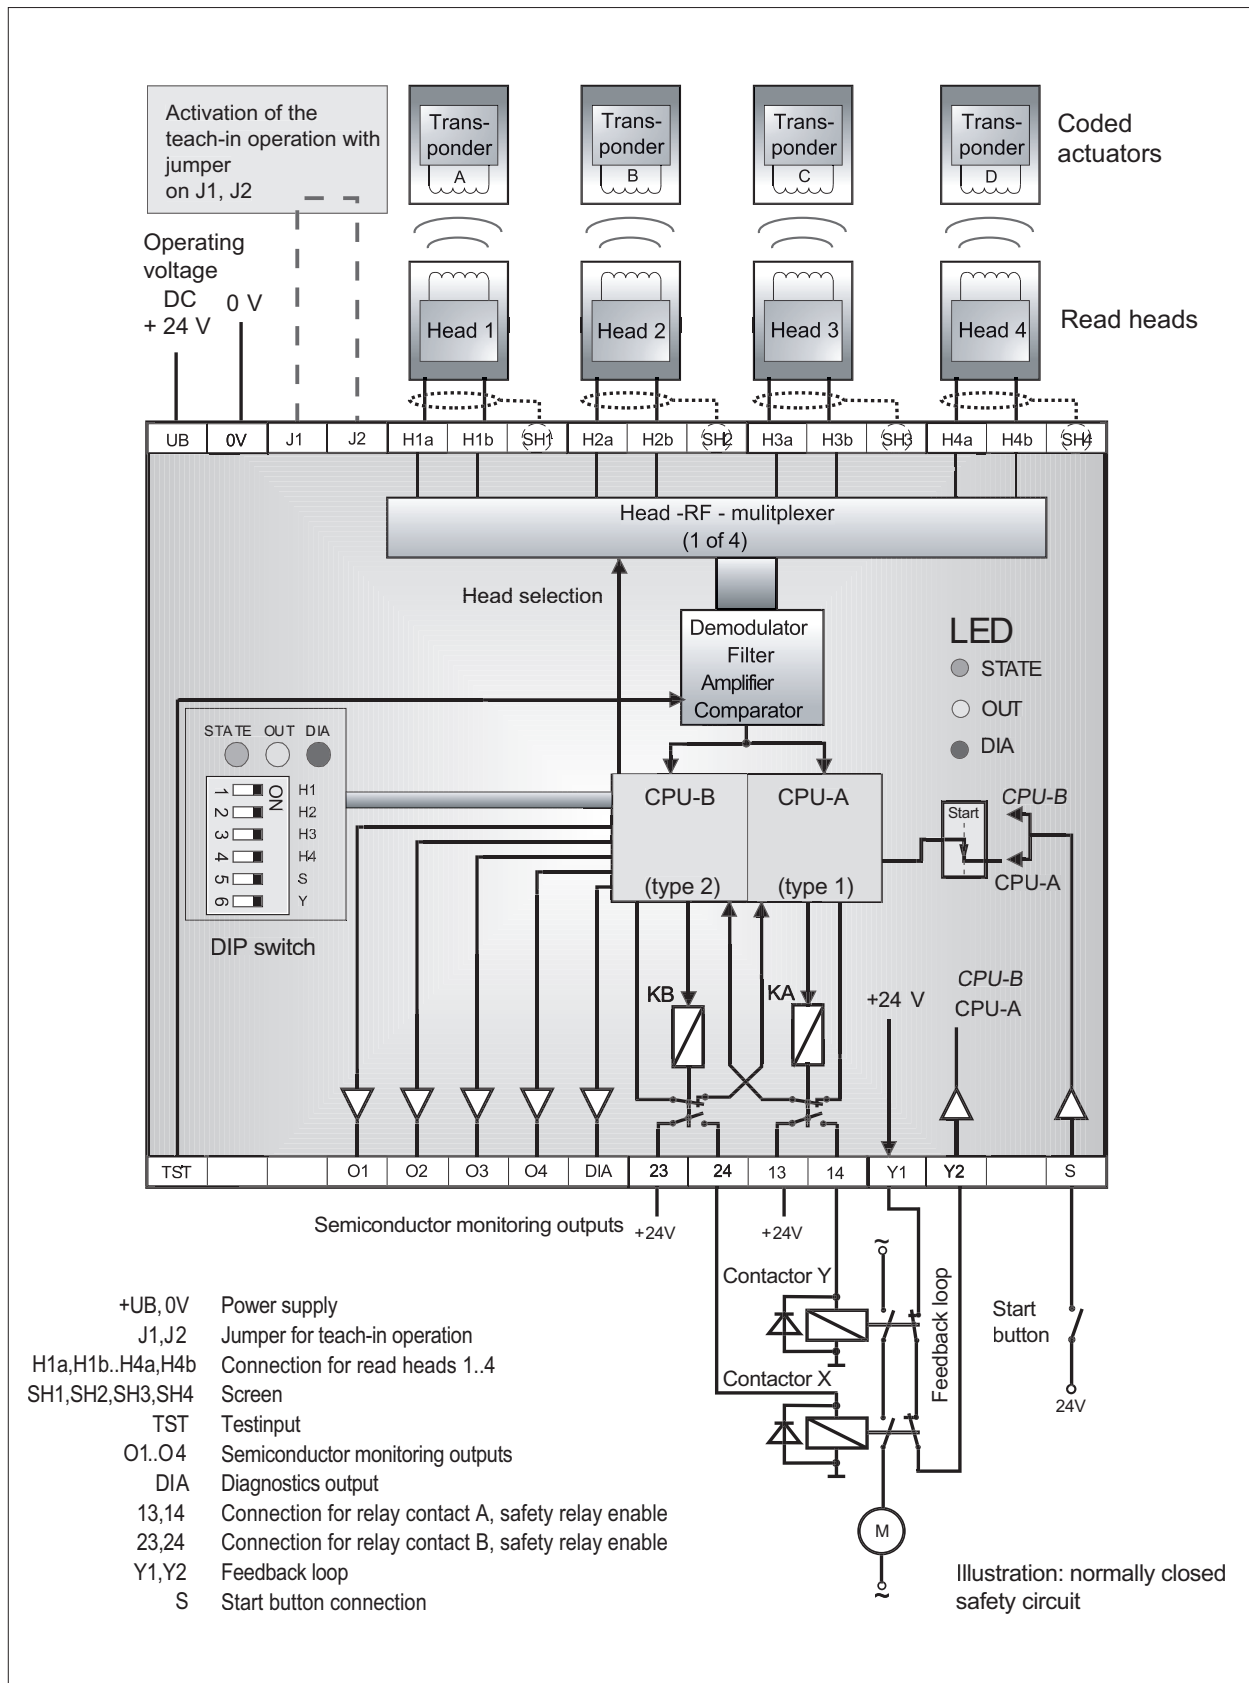 Activation of the
teach-in operation with
jumper
on J1, J2
Trans-
ponder
A
Trans-
ponder
B
Trans-
ponder
C
Trans-
ponder
D
Coded
actuators
Operating
voltage
DC
+ 24 V
0 V
Head 1
Head 2
Head 3
Head 4
Read heads
UB 0V J1 J2 H1a H1b SH1 H2a H2b SH2 H3a H3b SH3 H4a H4b SH4
Head -RF - mulitplexer
(1 of 4)
Head selection
Demodulator
Filter
Amplifier
Comparator
LED
STATE
OUT
DIA
STATE OUT DIA
ON
1 H1
2 H2
3 H3
4 H4
5 S
6 Y
DIP switch
CPU-B
(type 2)
CPU-A
(type 1)
Start
CPU-B
CPU-A
KB
KA
+24 V
CPU-B
CPU-A
TST O1 O2 O3 O4 DIA 23 24 13 14 Y1 Y2 S
Semiconductor monitoring outputs
+24V
+24V
Contactor Y
Contactor X
~
Feedback loop
Start
button
24V
M
~
+UB,0V Power supply
J1,J2 Jumper for teach-in operation
H1a,H1b..H4a,H4b Connection for read heads 1..4
SH1,SH2,SH3,SH4 Screen
TST Testinput
O1..O4 Semiconductor monitoring outputs
DIA Diagnostics output
13,14 Connection for relay contact A, safety relay enable
23,24 Connection for relay contact B, safety relay enable
Y1,Y2 Feedback loop
S Start button connection
Illustration: normally closed
safety circuit